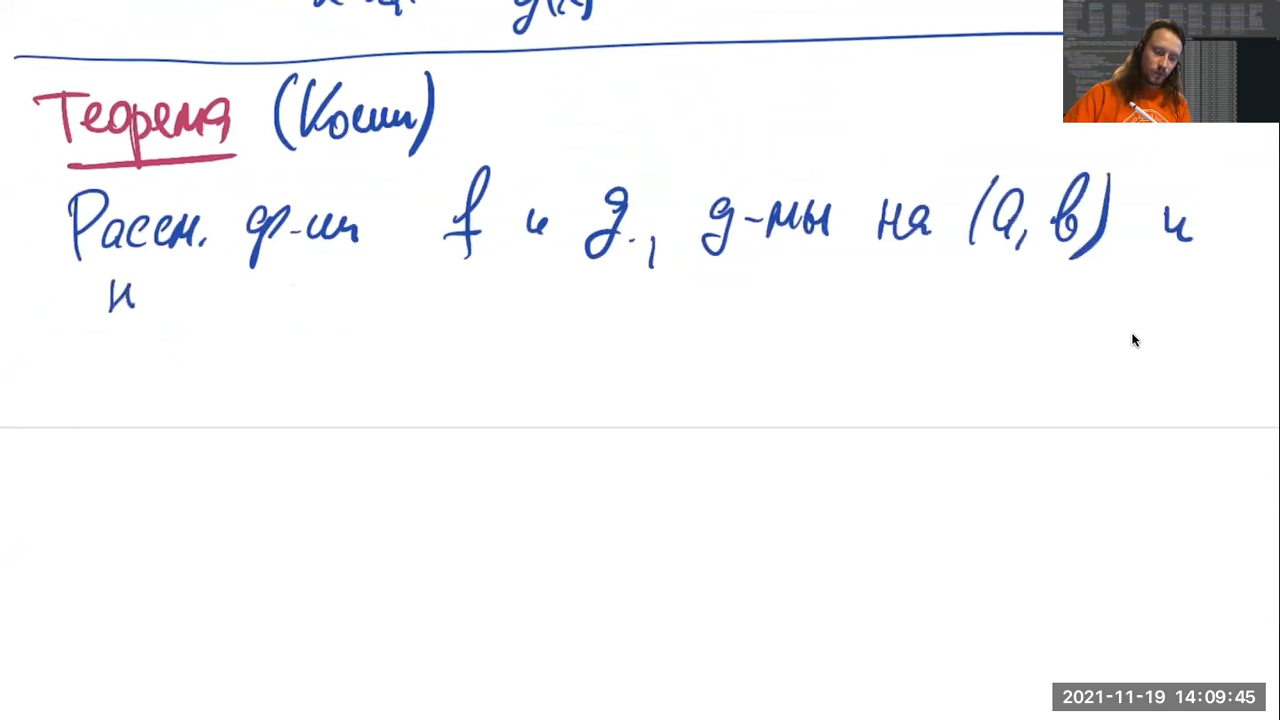 g(x)
Теорема (Коши)
Рассм. ф-ии f и g, д-мы на (a, b) и
н
2021-11-19 14:09:45